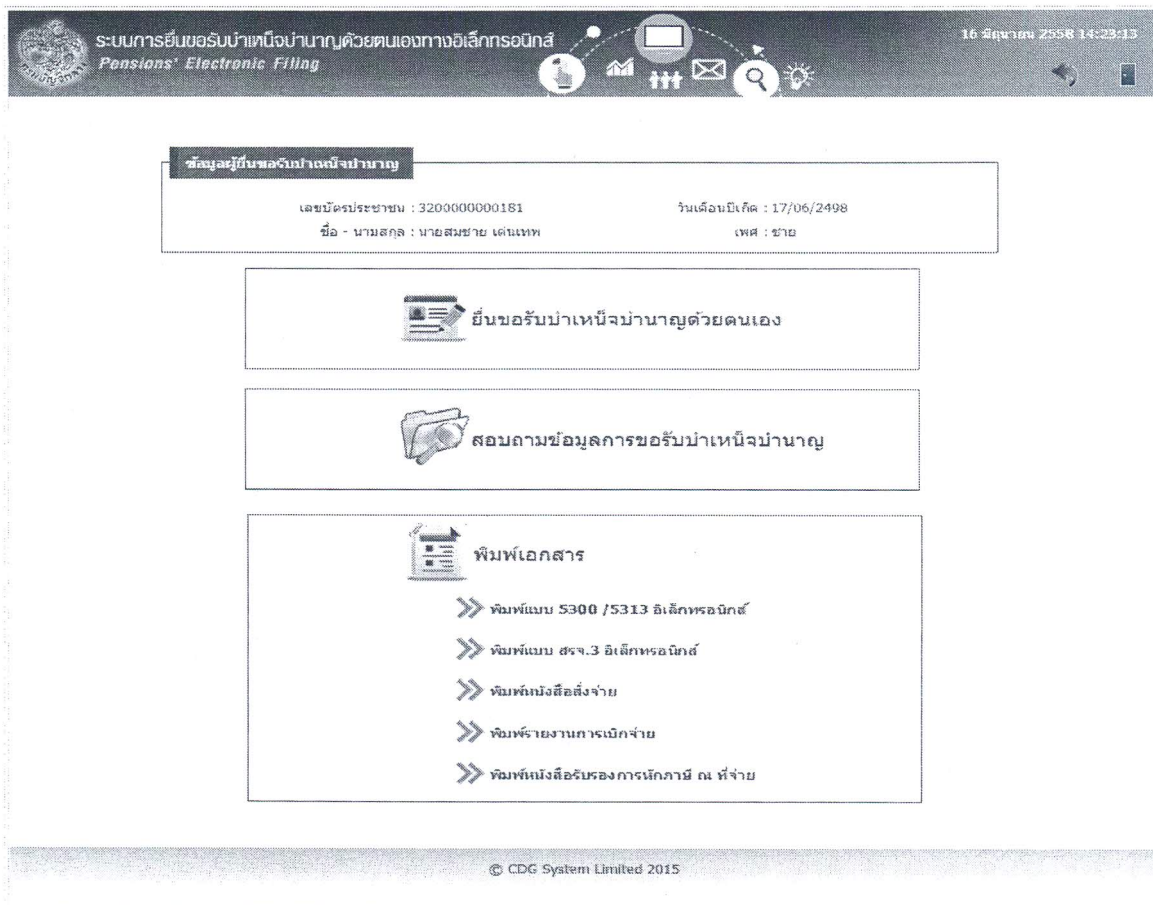 ระบบการยื่นขอรับบำเหน็จบำนาญด้วยตนเองทางอิเล็กทรอนิกส์
Pensions' Electronic Filing
16 มิถุนายน 2558 14:23:13
ข้อมูลผู้ยื่นขอรับบำเหน็จบำนาญ
เลขบัตรประชาชน : 3200000000181 วันเดือนปีเกิด : 17/06/2498
ชื่อ - นามสกุล : นายสมชาย เด่นเทพ เพศ : ชาย
ยื่นขอรับบำเหน็จบำนาญด้วยตนเอง
สอบถามข้อมูลการขอรับบำเหน็จบำนาญ
พิมพ์เอกสาร
พิมพ์แบบ 5300 /5313 อิเล็กทรอนิกส์
พิมพ์แบบ สรจ.3 อิเล็กทรอนิกส์
พิมพ์หนังสือสั่งจ่าย
พิมพ์รายงานการเบิกจ่าย
พิมพ์หนังสือรับรองการหักภาษี ณ ที่จ่าย
© CDG System Limited 2015